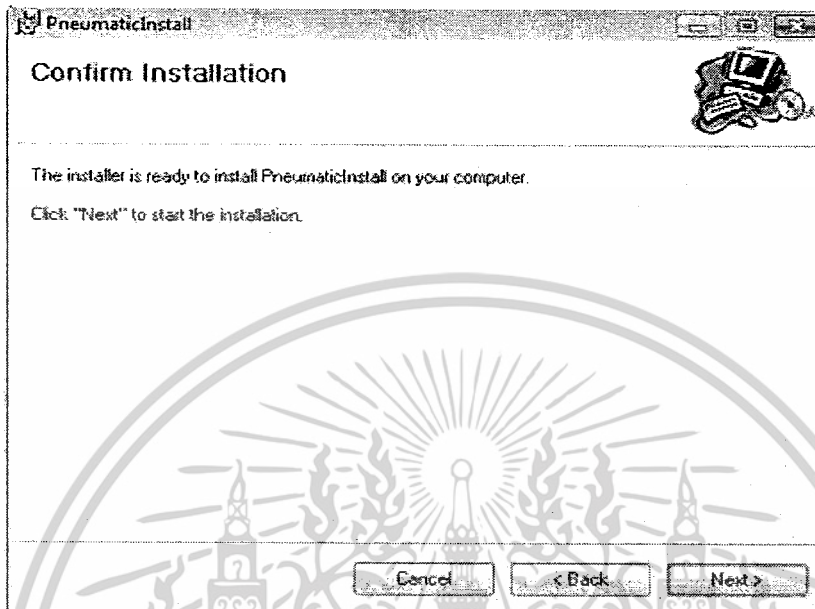 PneumaticInstall
Confirm Installation
The installer is ready to install PneumaticInstall on your computer.
Click "Next" to start the installation.
Cancel
< Back
Next >